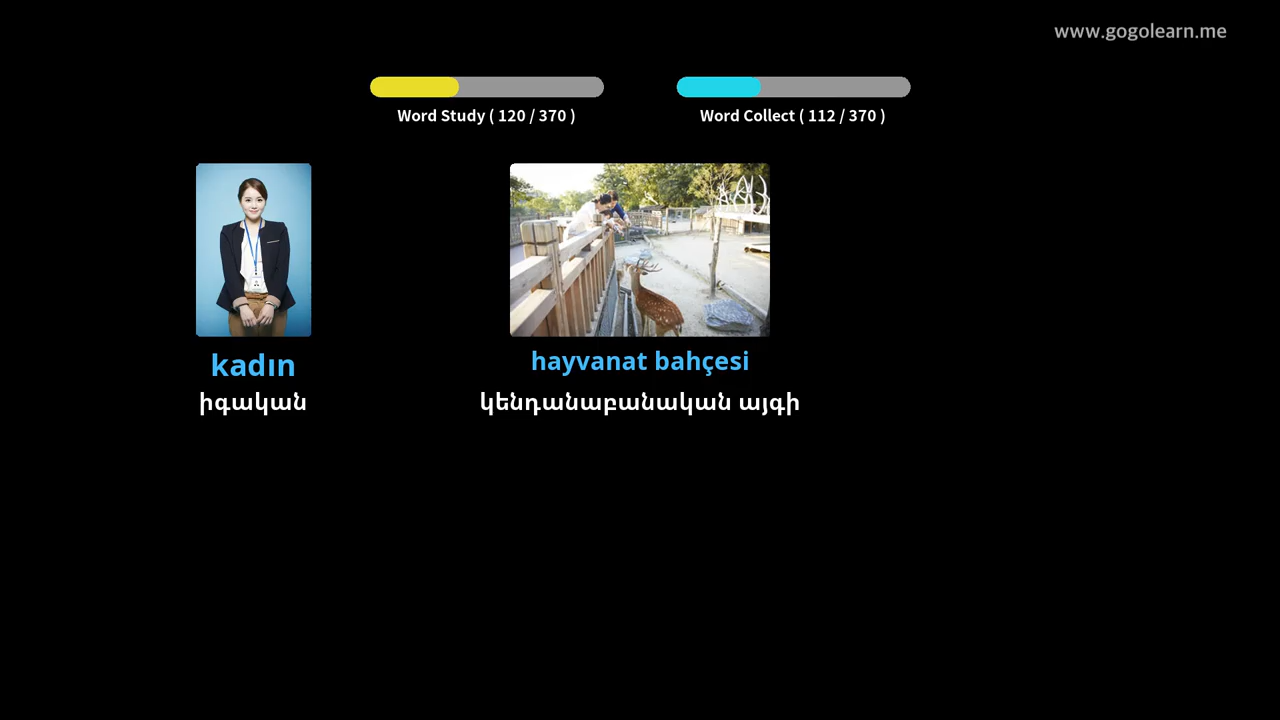 www.gogolearn.me
Word Study ( 120 / 370 )
Word Collect ( 112 / 370 )
kadın
իգական
hayvanat bahçesi
կենդանաբանական այգի